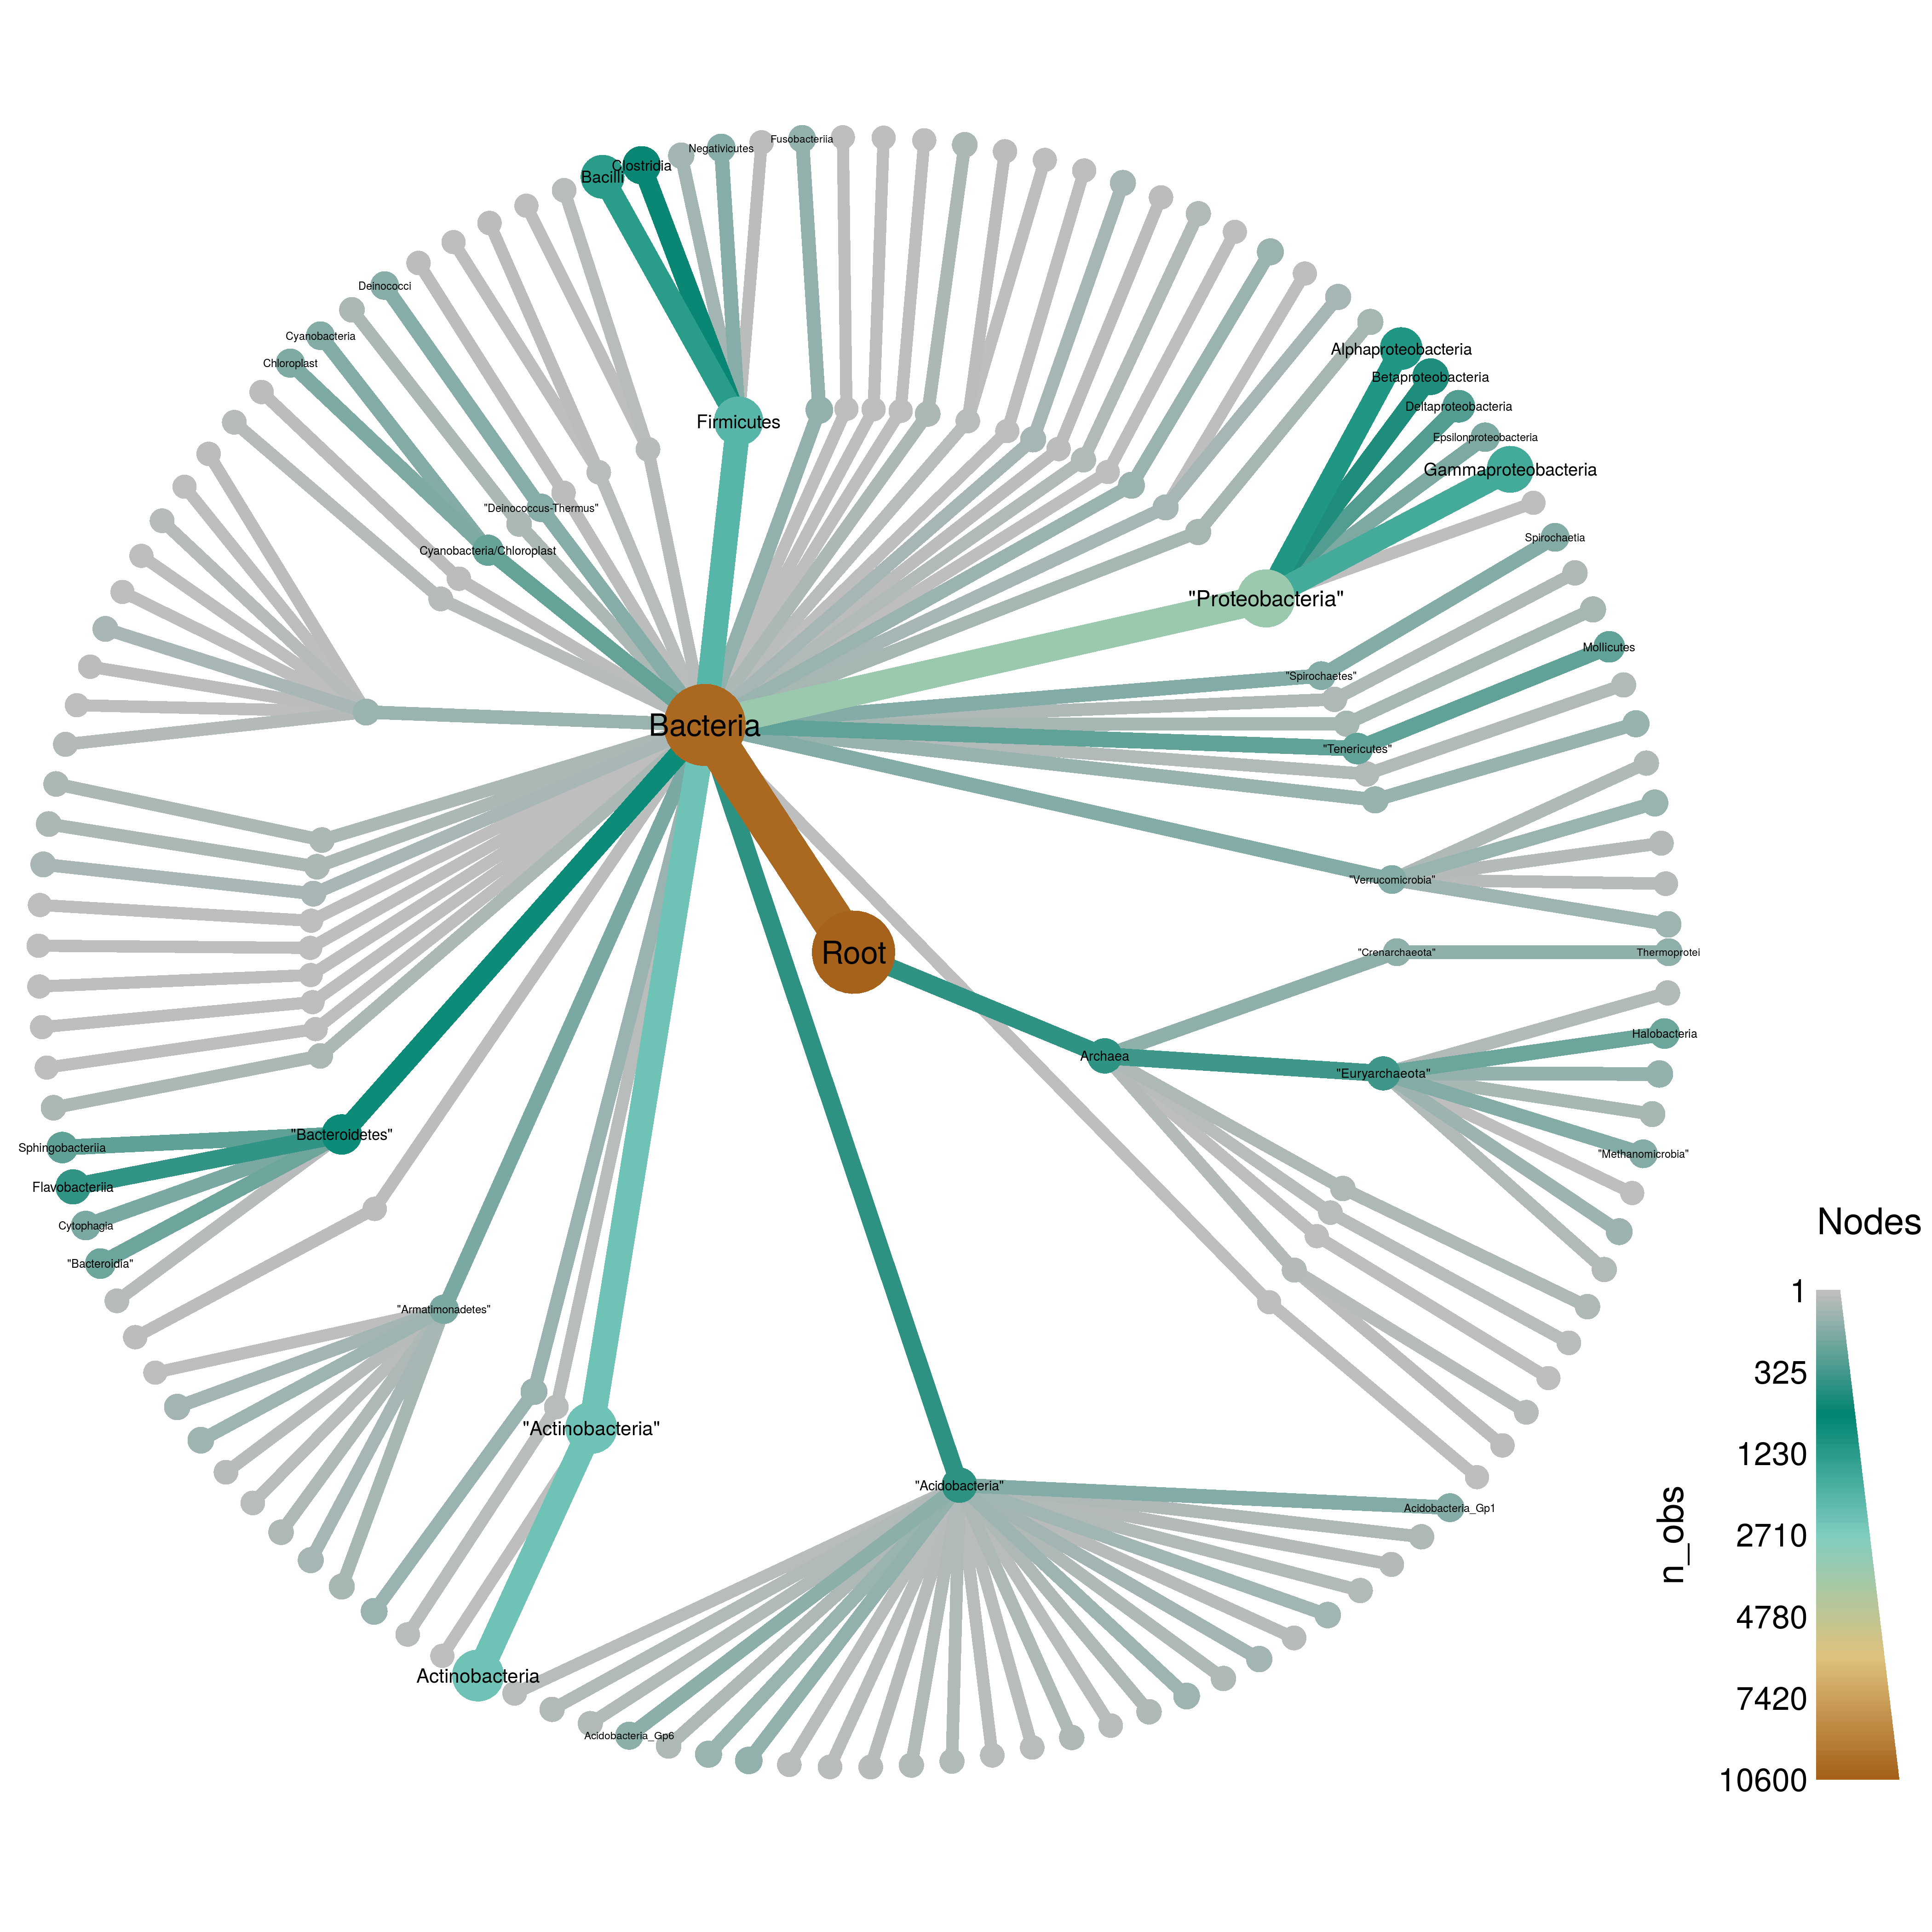 Fusobacteriia
Negativicutes
Clostridia
Bacilli
Deinococci
Cyanobacteria
Chloroplast
Alphaproteobacteria
Betaproteobacteria
Deltaproteobacteria
Firmicutes
Epsilonproteobacteria
Gammaproteobacteria
"Deinococcus-Thermus"
Spirochaetia
Cyanobacteria/Chloroplast
"Proteobacteria"
Mollicutes
"Spirochaetes"
Bacteria
"Tenericutes"
"Verrucomicrobia"
Root
"Crenarchaeota"
Thermoprotei
Halobacteria
Archaea
"Euryarchaeota"
"Bacteroidetes"
Sphingobacteriia
"Methanomicrobia"
Flavobacteriia
Cytophagia
"Bacteroidia"
Nodes
1
"Armatimonadetes"
325
"Actinobacteria"
1230
"Acidobacteria"
Acidobacteria_Gp1
n_obs
2710
4780
Actinobacteria
7420
Acidobacteria_Gp6
10600